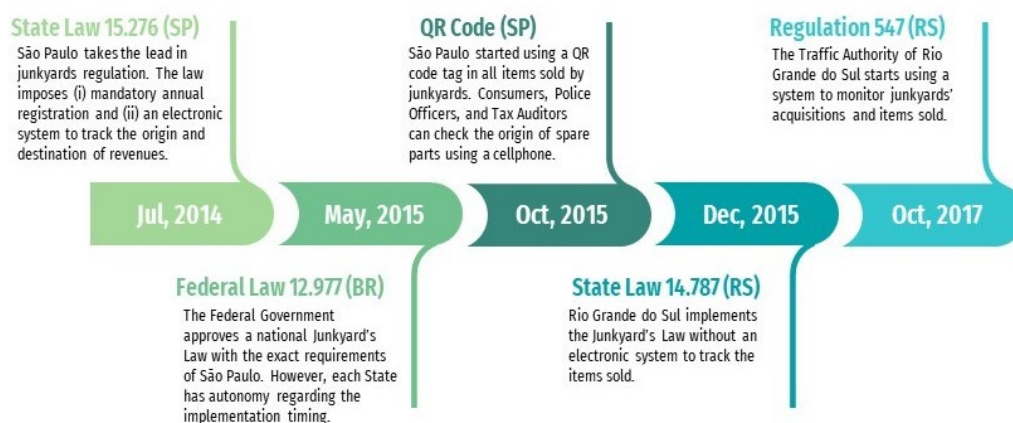 State Law 15.276 (SP)
São Paulo takes the lead in
junkyards regulation. The law
imposes (i) mandatory annual
registration and (ii) an electronic
system to track the origin and
destination of revenues.
QR Code (SP)
São Paulo started using a QR
code tag in all items sold by
junkyards. Consumers, Police
Officers, and Tax Auditors
can check the origin of spare
parts using a cellphone.
Regulation 547 (RS)
The Traffic Authority of Rio
Grande do Sul starts using a
system to monitor junkyards'
acquisitions and items sold.
Jul, 2014
May, 2015
Oct, 2015
Dec, 2015
Oct, 2017
Federal Law 12.977 (BR)
The Federal Government
approves a national Junkyard's
Law with the exact requirements
of São Paulo. However, each State
has autonomy regarding the
implementation timing.
State Law 14.787 (RS)
Rio Grande do Sul implements
the Junkyard's Law without an
electronic system to track the
items sold.